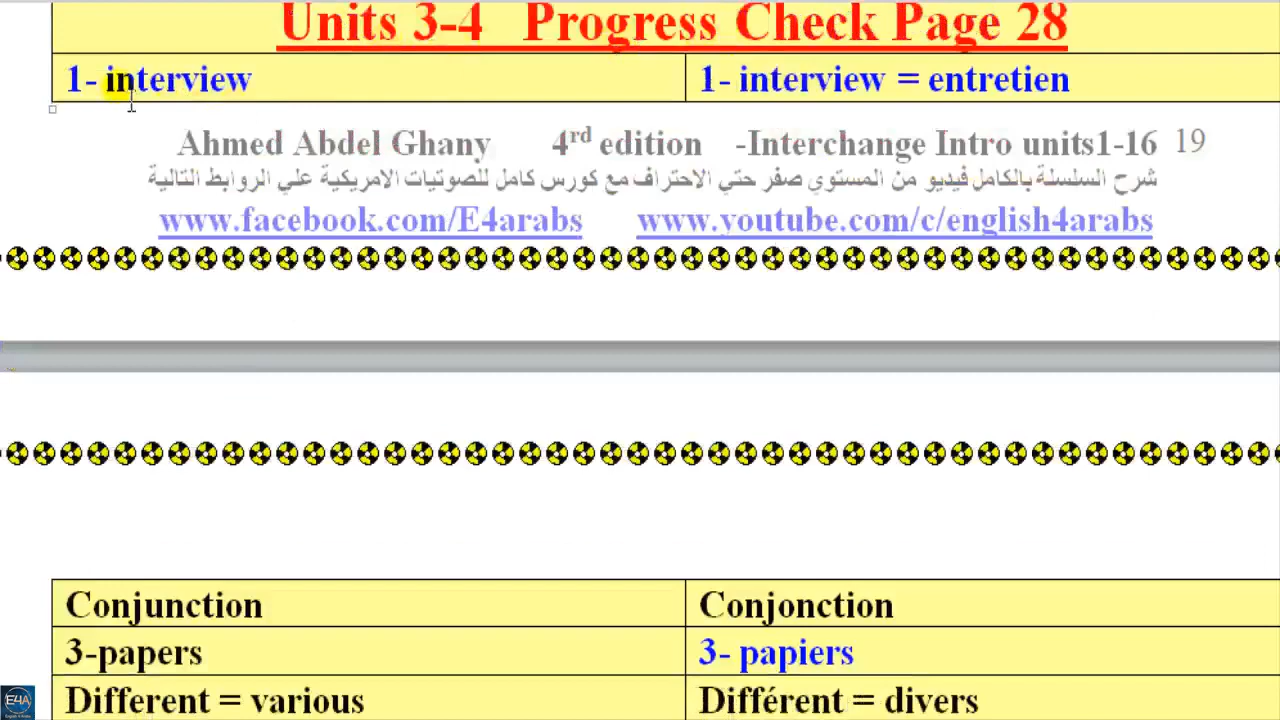 Units 3-4 Progress Check Page 28
1- interview
1- interview = entretien
Ahmed Abdel Ghany 4rd edition -Interchange Intro units1-16 19
شرح السلسلة بالكامل فيديو من المستوي صفر حتي الاحتراف مع كورس كامل للصوتيات الامريكية علي الروابط التالية
www.facebook.com/E4arabs www.youtube.com/c/english4arabs
Conjunction
Conjonction
3-papers
3- papiers
Different = various
Différent = divers
E4A